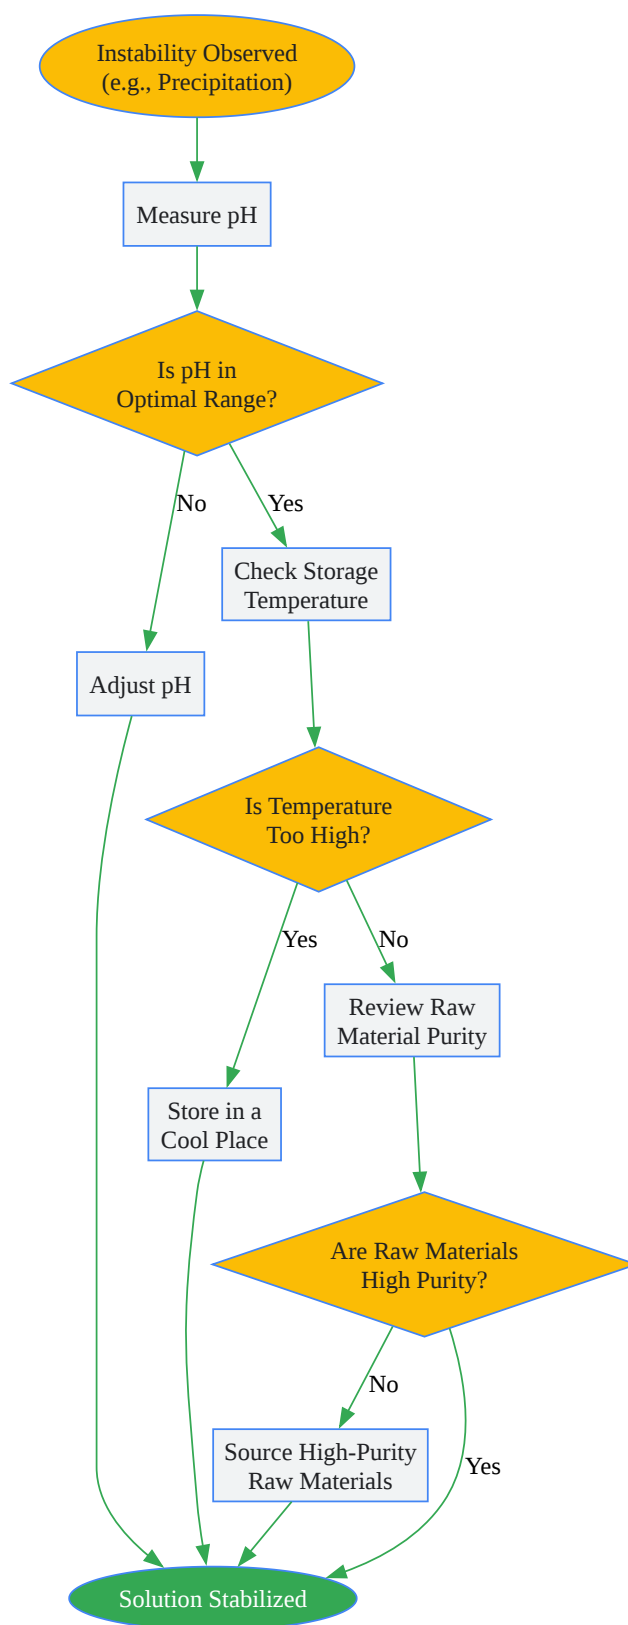 Instability Observed
(e.g., Precipitation)
Measure pH
Is pH in
Optimal Range?
No
Yes
Check Storage
Temperature
Adjust pH
Is Temperature
Too High?
Yes
No
Review Raw
Material Purity
Store in a
Cool Place
Are Raw Materials
High Purity?
No
Source High-Purity
Raw Materials
Yes
Solution Stabilized